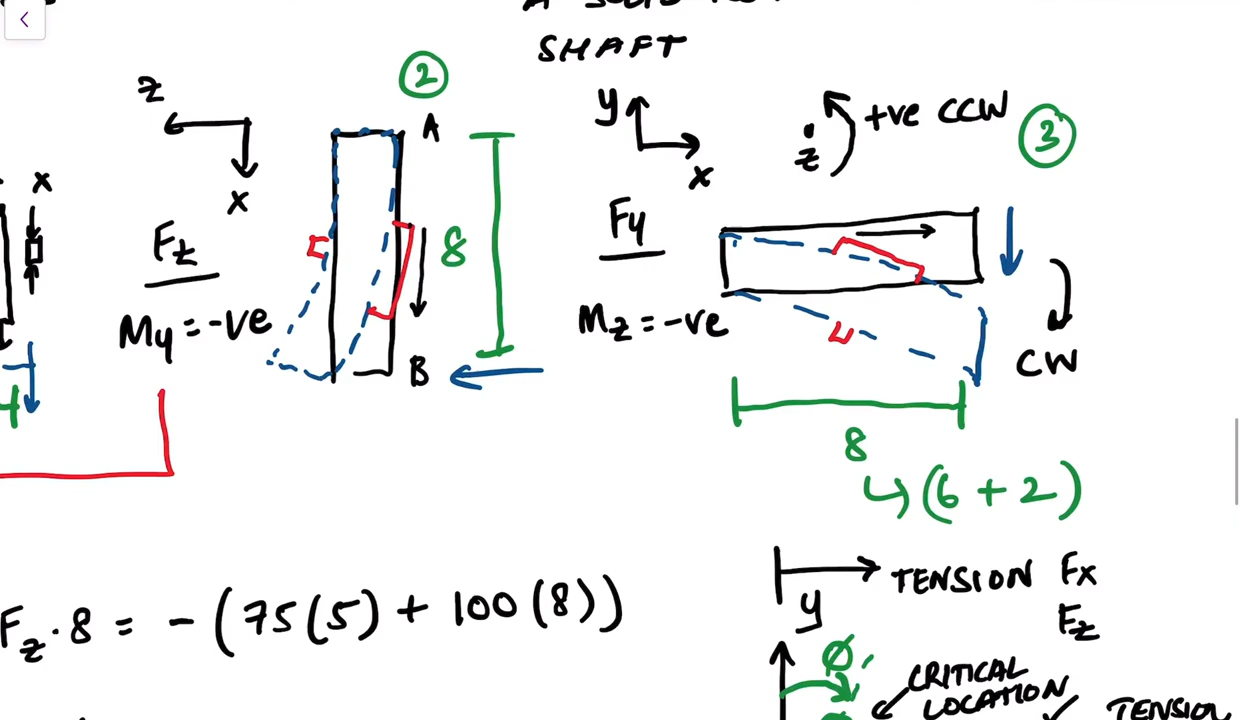 SHAFT
2
z
x
A
8
B
Fz
My = -ve
x
y
x
z
+ve CCW
3
Fy
Mz = -ve
CW
8
↳ (6 + 2)
Fz · 8 = - (75(5) + 100(8))
TENSION Fx
Fz
y
Ø,
CRITICAL
LOCATION
TENSION